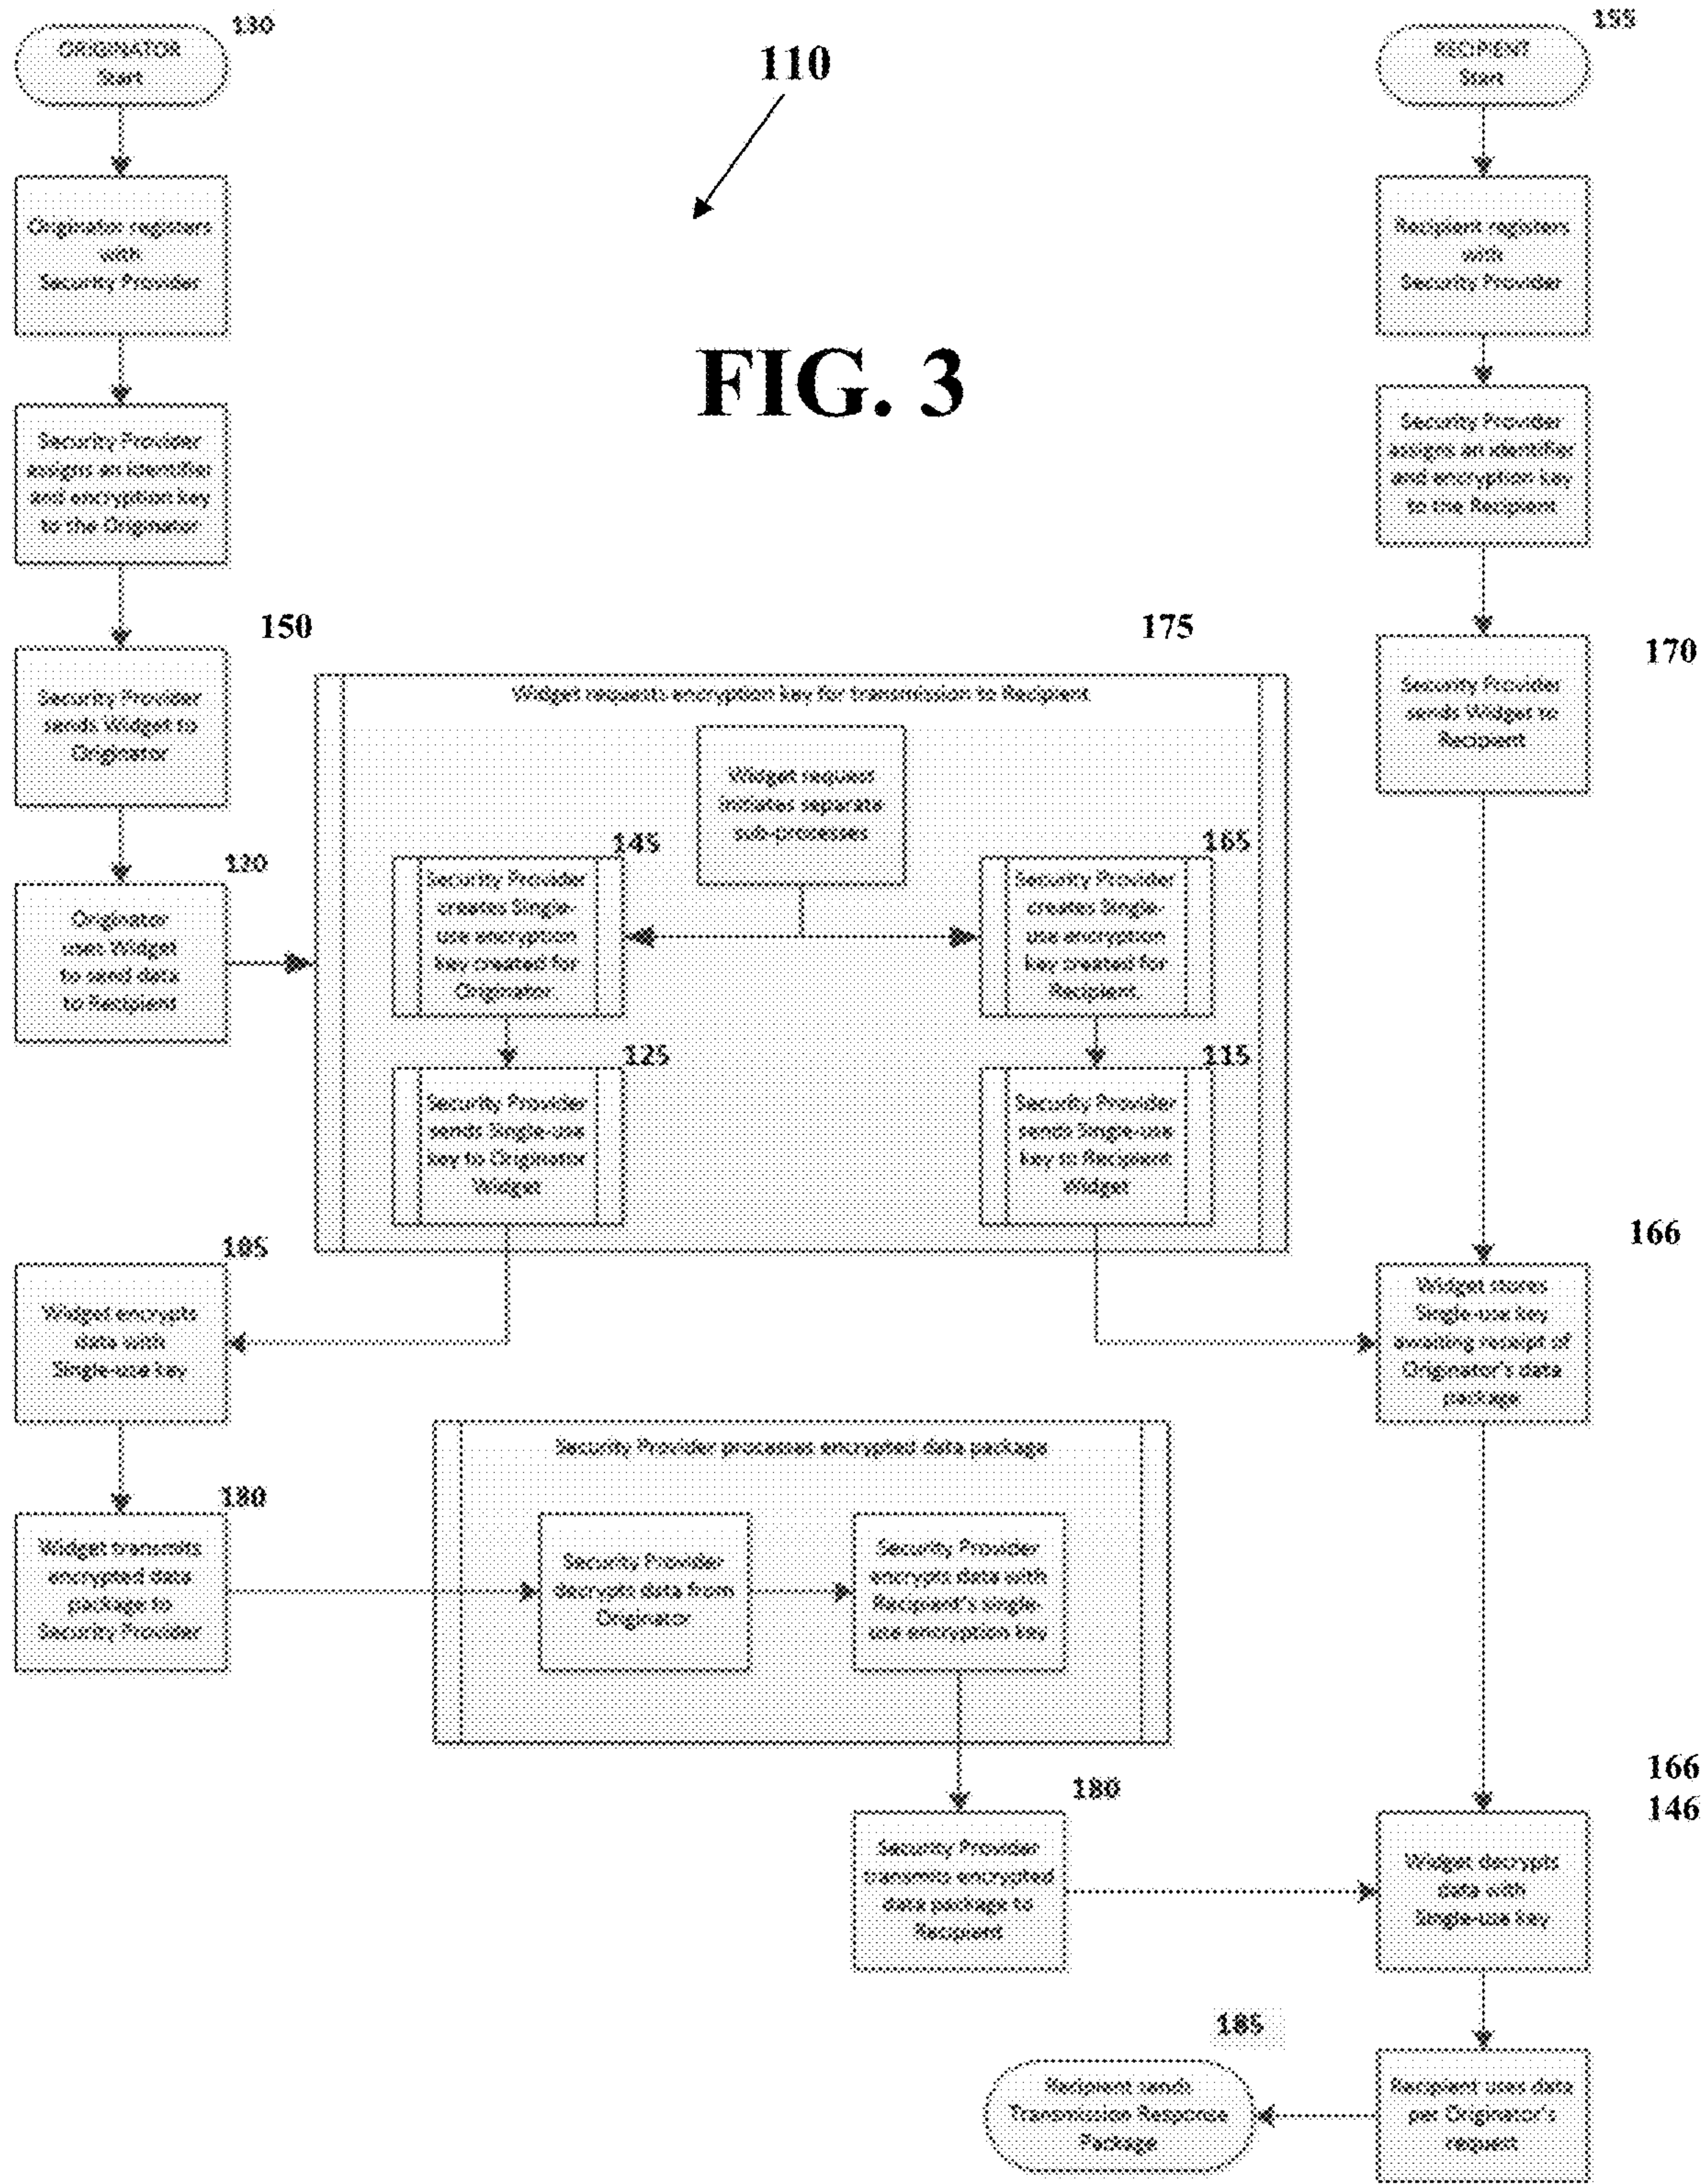 130
ORIGINATOR
Start
110
155
RECIPIENT
Start
Originator registers
with
Security Provider
Recipient registers
with
Security Provider
FIG. 3
Security Provider
assigns an identifier
and encryption key
to the Originator
Security Provider
assigns an identifier
and encryption key
to the Recipient
150
175
170
Security Provider
sends Widget to
Originator
Security Provider
sends Widget to
Recipient
Widget requests encryption key for transmission to Recipient
Widget request
initiates separate
sub-processes
120
Originator
uses Widget
to send data
to Recipient
145
Security Provider
creates Single-
use encryption
key created for
Originator
165
Security Provider
creates Single-
use encryption
key created for
Recipient.
125
Security Provider
sends Single-use
key to Originator
Widget
115
Security Provider
sends Single-use
key to Recipient
Widget
105
Widget encrypts
data with
Single-use key
166
Widget stores
Single-use key
awaiting receipt of
Originator's data
package
Security Provider processes encrypted data package
180
Widget transmits
encrypted data
package to
Security Provider
Security Provider
decrypts data from
Originator
Security Provider
encrypts data with
Recipient's single-
use encryption key
180
Security Provider
transmits encrypted
data package to
Recipient
166
146
Widget decrypts
data with
Single-use key
185
Recipient sends
Transmission Response
Package
Recipient uses data
per Originator's
request